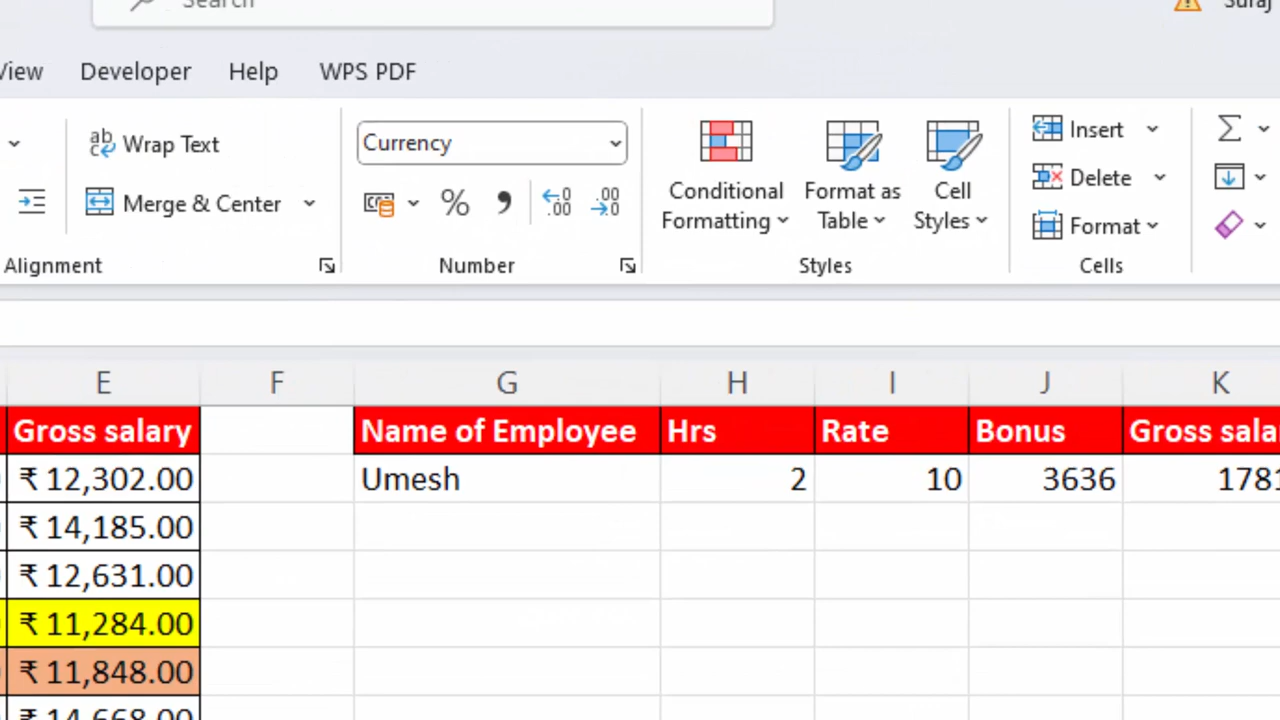 Search
Suraj
View Developer Help WPS PDF
Wrap Text
Currency
Insert
Conditional Formatting
Format as Table
Cell Styles
Delete
Merge & Center
%
Format
Alignment
Number
Styles
Cells
E F G H I J K
Gross salary Name of Employee Hrs Rate Bonus
₹ 12,302.00 Umesh 2 10 3636 1781
₹ 14,185.00
₹ 12,631.00
₹ 11,284.00
₹ 11,848.00
₹ 14,668.00